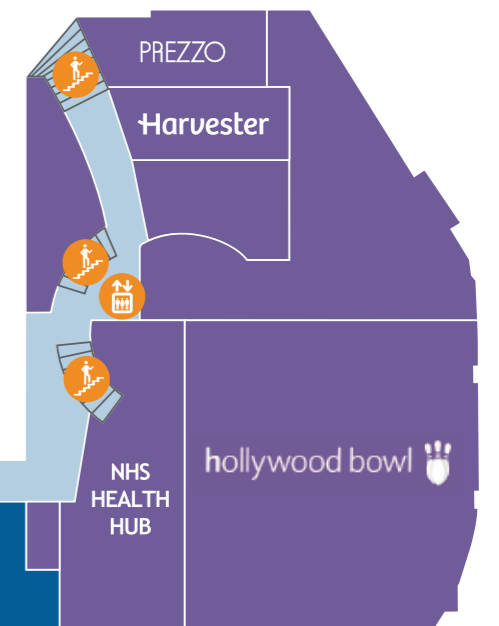 PREZZO
Harvester
hollywood bowl
NHS
HEALTH
HUB